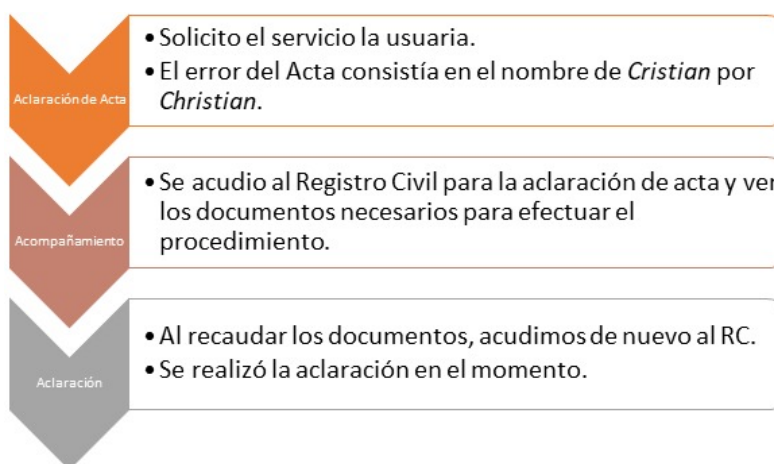 Aclaración de Acta
• Solicito el servicio la usuaria.
• El error del Acta consistía en el nombre de Cristian por
Christian.
Acompañamiento
• Se acudio al Registro Civil para la aclaración de acta y ver
los documentos necesarios para efectuar el
procedimiento.
Aclaración
• Al recaudar los documentos, acudimos de nuevo al RC.
• Se realizó la aclaración en el momento.